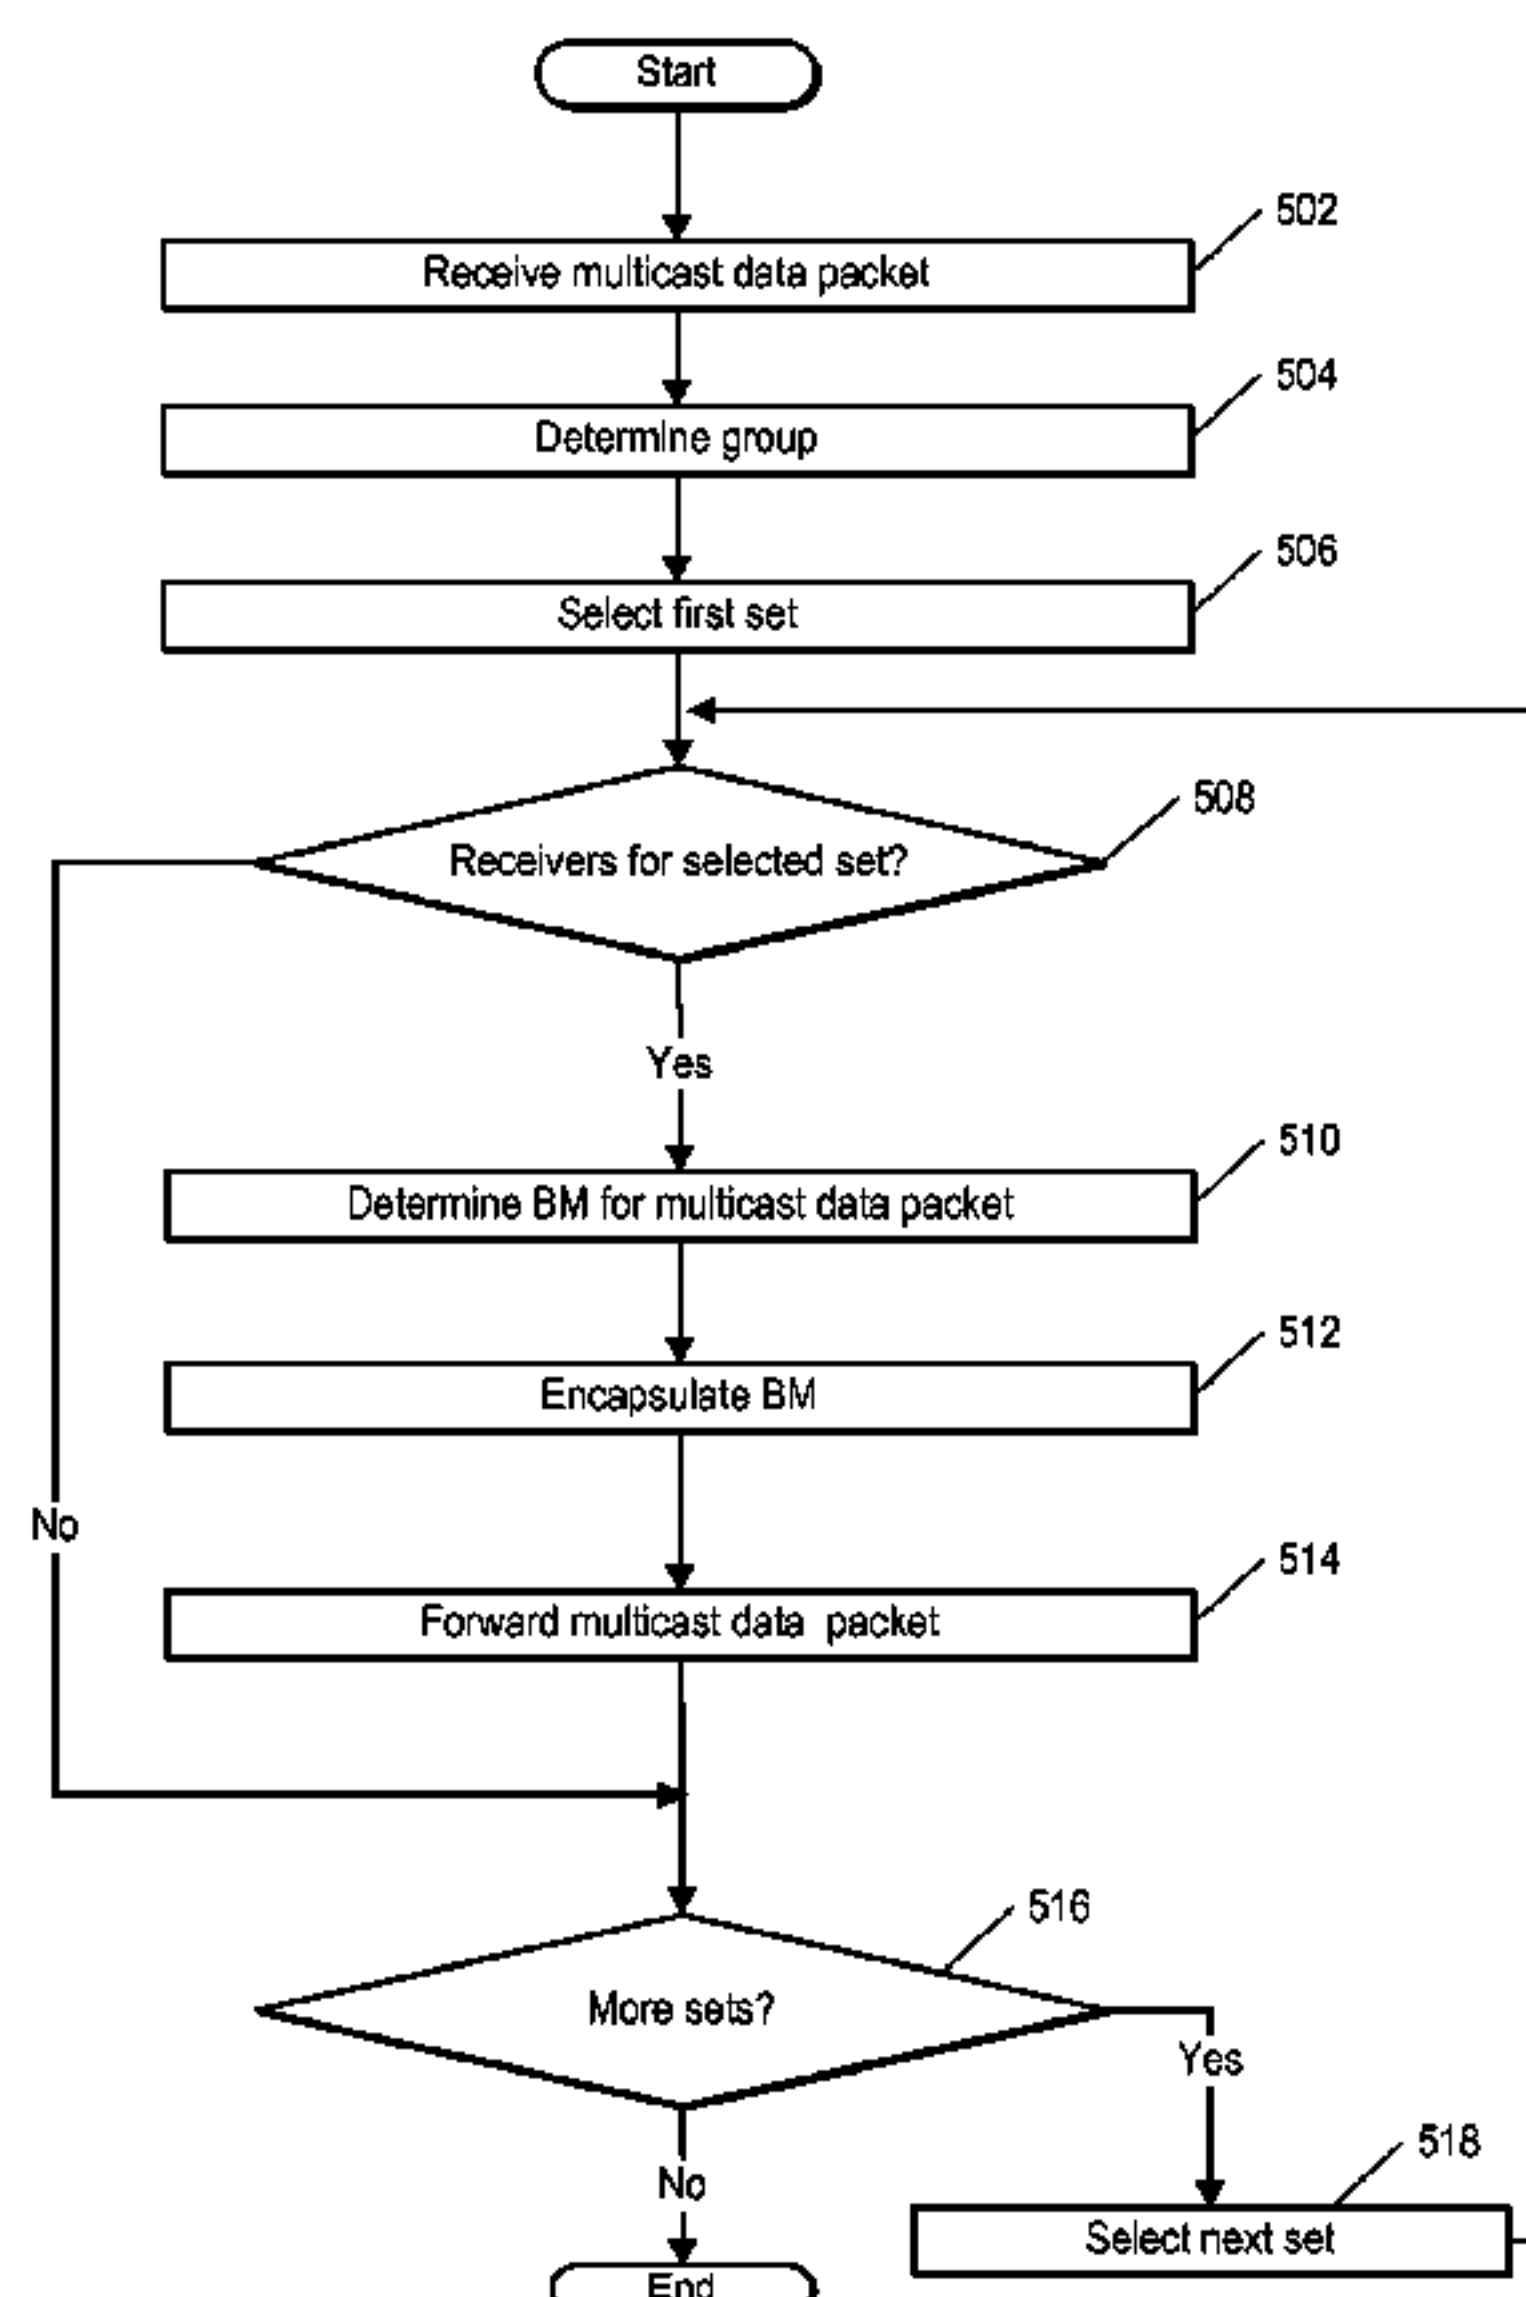 Start
502
Receive multicast data packet
504
Determine group
506
Select first set
508
Receivers for selected set?
Yes
510
Determine BM for multicast data packet
512
Encapsulate BM
No
514
Forward multicast data packet
516
More sets?
Yes
518
No
Select next set
End